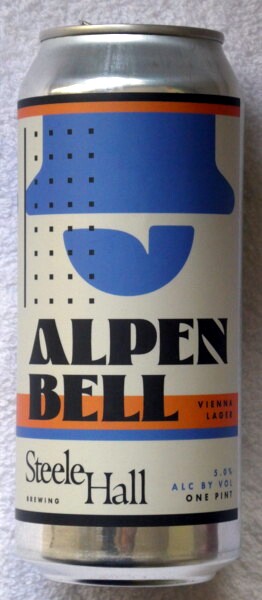 ALPEN
BELL
VIENNA
LAGER
Steele Hall
BREWING
5.0%
ALC BY VOL
ONE PINT